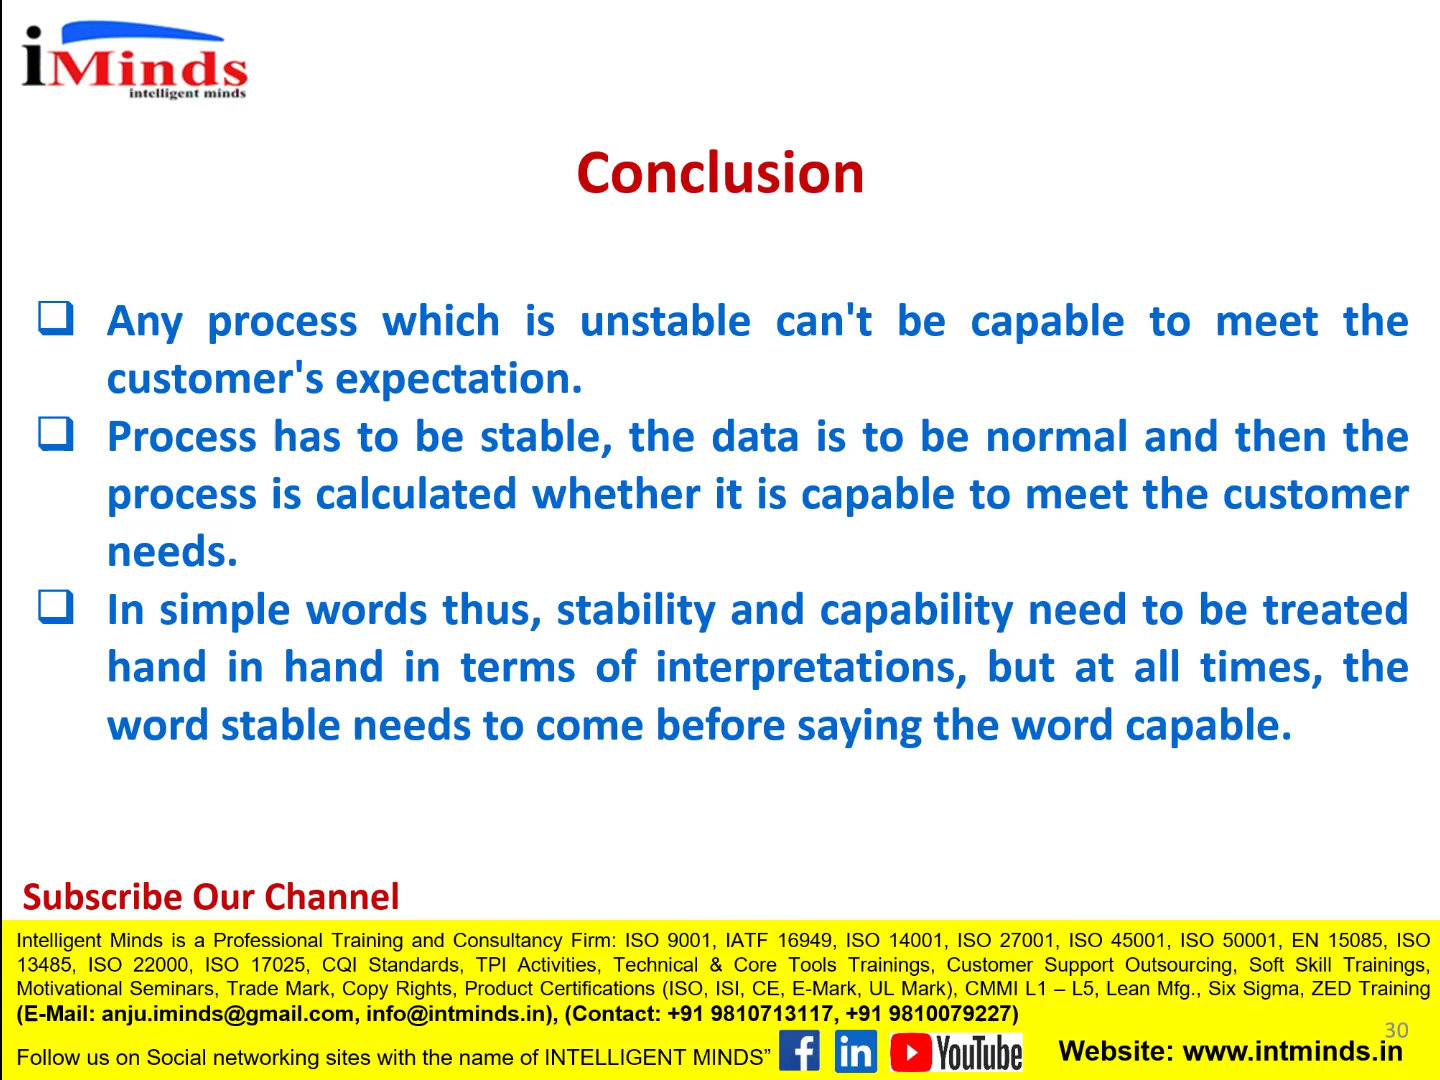 iMinds
intelligent minds
Conclusion
❑ Any process which is unstable can't be capable to meet the
customer's expectation.
❑ Process has to be stable, the data is to be normal and then the
process is calculated whether it is capable to meet the customer
needs.
❑ In simple words thus, stability and capability need to be treated
hand in hand in terms of interpretations, but at all times, the
word stable needs to come before saying the word capable.
Subscribe Our Channel
Intelligent Minds is a Professional Training and Consultancy Firm: ISO 9001, IATF 16949, ISO 14001, ISO 27001, ISO 45001, ISO 50001, EN 15085, ISO
13485, ISO 22000, ISO 17025, CQI Standards, TPI Activities, Technical & Core Tools Trainings, Customer Support Outsourcing, Soft Skill Trainings,
Motivational Seminars, Trade Mark, Copy Rights, Product Certifications (ISO, ISI, CE, E-Mark, UL Mark), CMMI L1 – L5, Lean Mfg., Six Sigma, ZED Training
(E-Mail: anju.iminds@gmail.com, info@intminds.in), (Contact: +91 9810713117, +91 9810079227)
30
Follow us on Social networking sites with the name of INTELLIGENT MINDS” f in YouTube Website: www.intminds.in